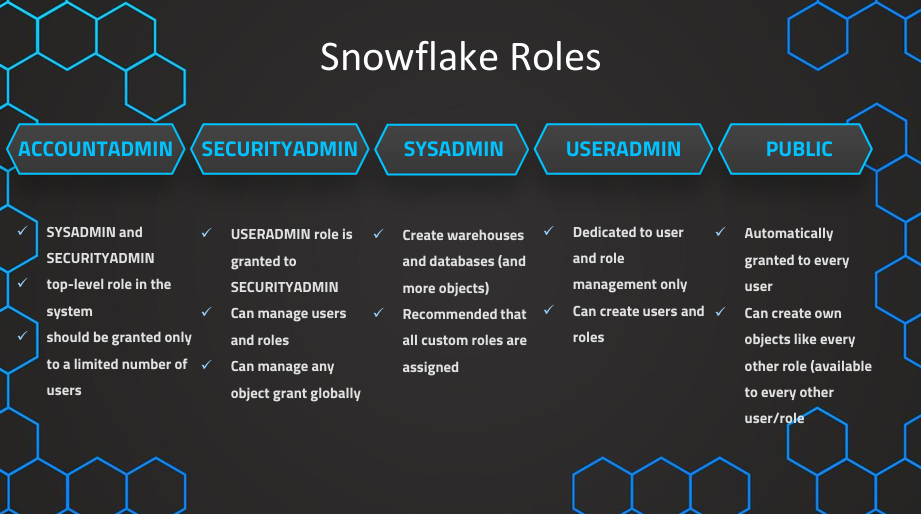 Snowflake Roles
ACCOUNTADMIN
SECURITYADMIN
SYSADMIN
USERADMIN
PUBLIC
SYSADMIN and
SECURITYADMIN
top-level role in the
system
should be granted only
to a limited number of
users
USERADMIN role is
granted to
SECURITYADMIN
Can manage users
and roles
Can manage any
object grant globally
Create warehouses
and databases (and
more objects)
Recommended that
all custom roles are
assigned
Dedicated to user
and role
management only
Can create users and
roles
Automatically
granted to every
user
Can create own
objects like every
other role (available
to every other
user/role